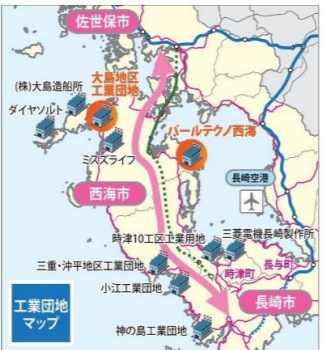 佐世保市
(株)大島造船所
大島地区
工業団地
ダイヤソルト
パールテクノ西海
ミスズライフ
長崎空港
西海市
時津10工区工業用地
三菱電機長崎製作所
三重・沖平地区工業団地
長与町
時津町
小江工業団地
長崎市
工業団地
マップ
神の島工業団地